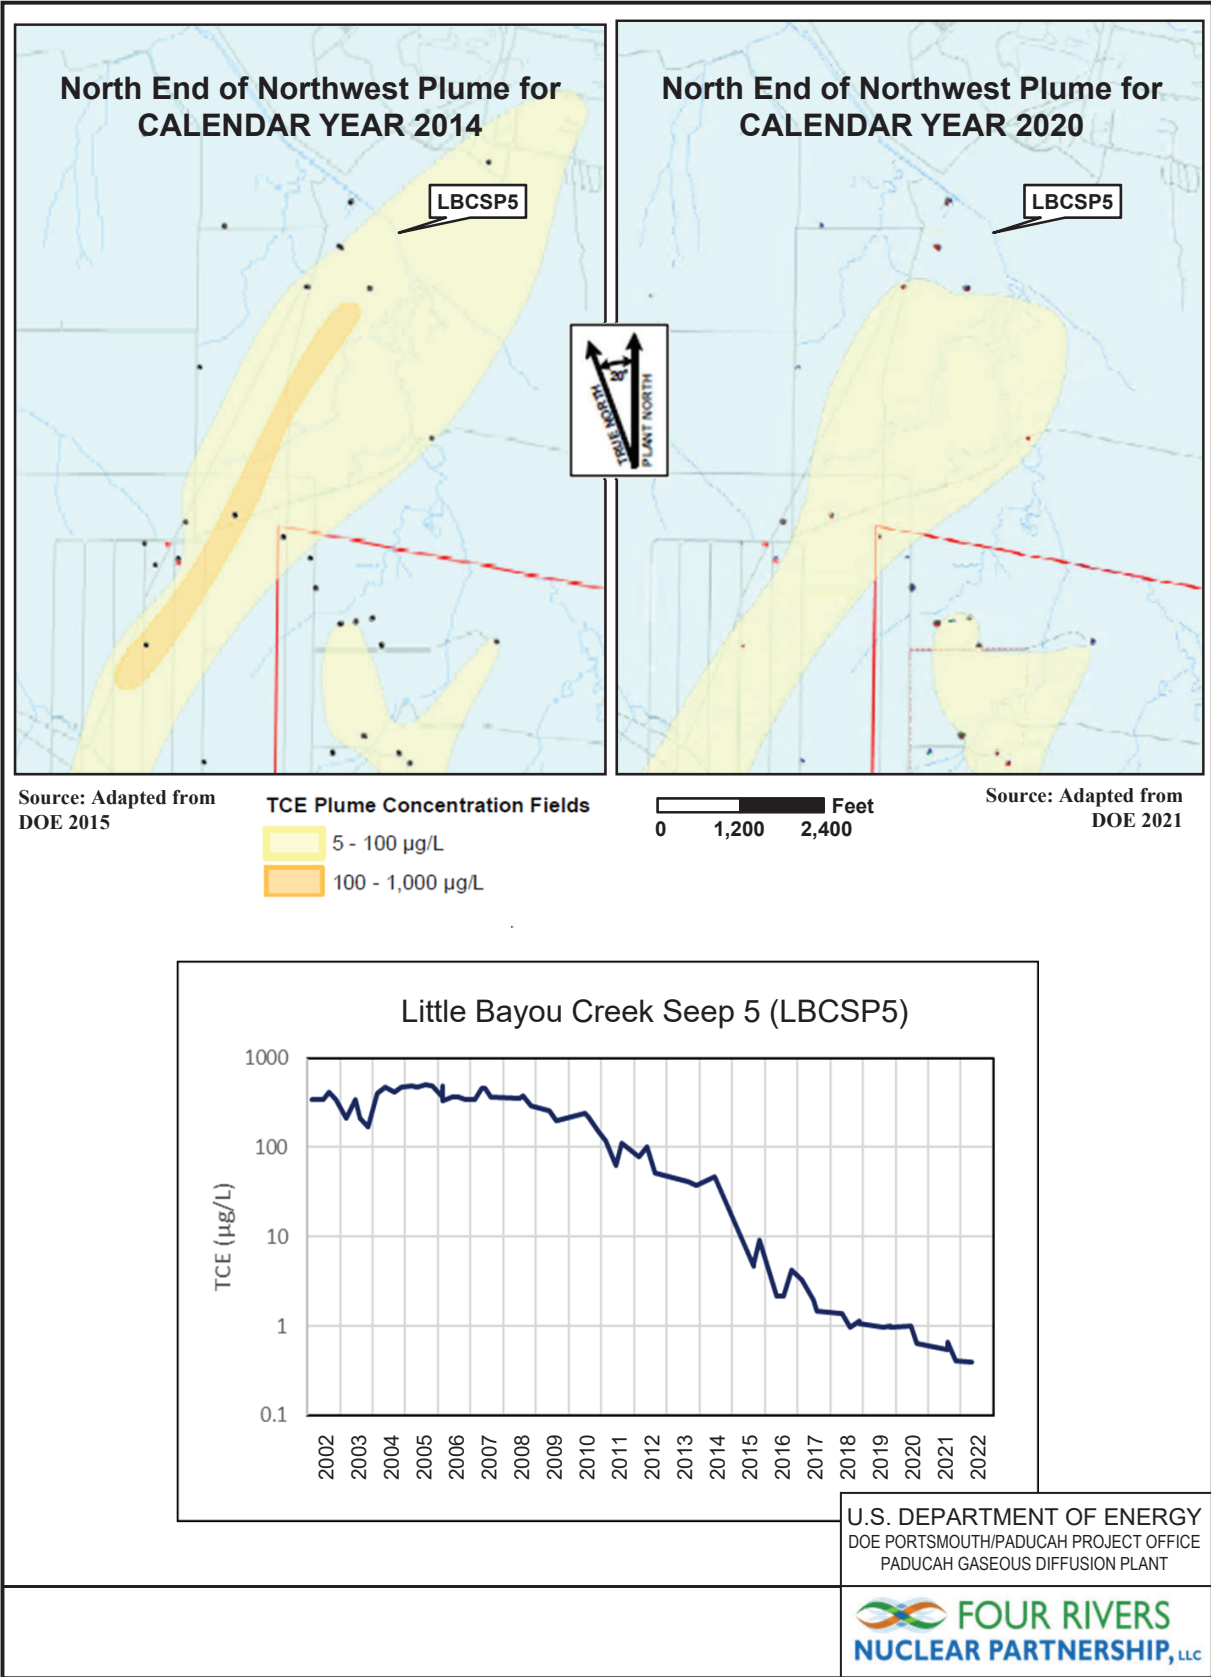 North End of Northwest Plume for
CALENDAR YEAR 2014
LBCSP5
North End of Northwest Plume for
CALENDAR YEAR 2020
LBCSP5
20°
TRUE NORTH
PLANT NORTH
Source: Adapted from
DOE 2015
TCE Plume Concentration Fields
5 - 100 µg/L
100 - 1,000 µg/L
Feet
0 1,200 2,400
Source: Adapted from
DOE 2021
Little Bayou Creek Seep 5 (LBCSP5)
TCE (µg/L)
1000
100
10
1
0.1
2002 2003 2004 2005 2006 2007 2008 2009 2010 2011 2012 2013 2014 2015 2016 2017 2018 2019 2020 2021 2022
U.S. DEPARTMENT OF ENERGY
DOE PORTSMOUTH/PADUCAH PROJECT OFFICE
PADUCAH GASEOUS DIFFUSION PLANT
FOUR RIVERS
NUCLEAR PARTNERSHIP, LLC